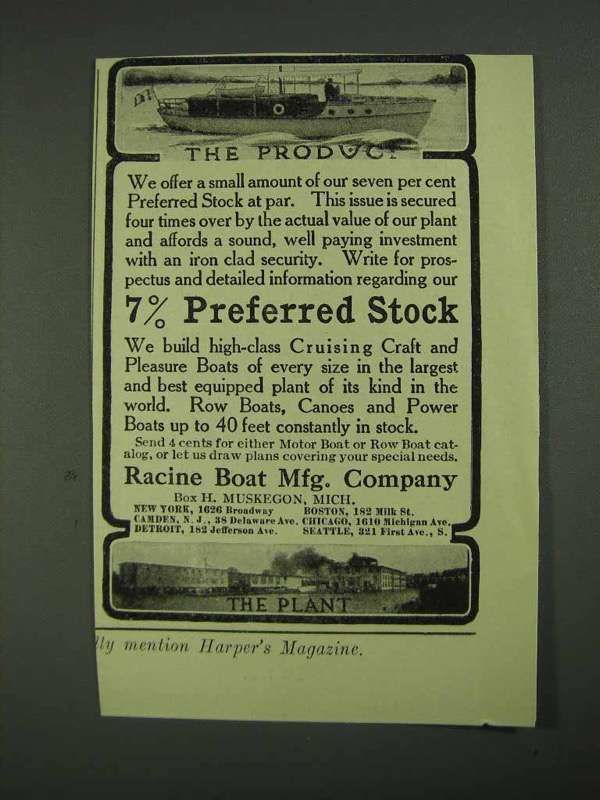 THE PRODUCT
We offer a small amount of our seven per cent
Preferred Stock at par. This issue is secured
four times over by the actual value of our plant
and affords a sound, well paying investment
with an iron clad security. Write for pros-
pectus and detailed information regarding our
7% Preferred Stock
We build high-class Cruising Craft and
Pleasure Boats of every size in the largest
and best equipped plant of its kind in the
world. Row Boats, Canoes and Power
Boats up to 40 feet constantly in stock.
Send 4 cents for either Motor Boat or Row Boat cat-
alog, or let us draw plans covering your special needs.
Racine Boat Mfg. Company
Box H. MUSKEGON, MICH.
NEW YORK, 1626 Broadway BOSTON, 182 Milk St.
CAMDEN, N. J., 38 Delaware Ave. CHICAGO, 1610 Michigan Ave.
DETROIT, 182 Jefferson Ave. SEATTLE, 321 First Ave., S.
THE PLANT
lly mention Harper's Magazine.